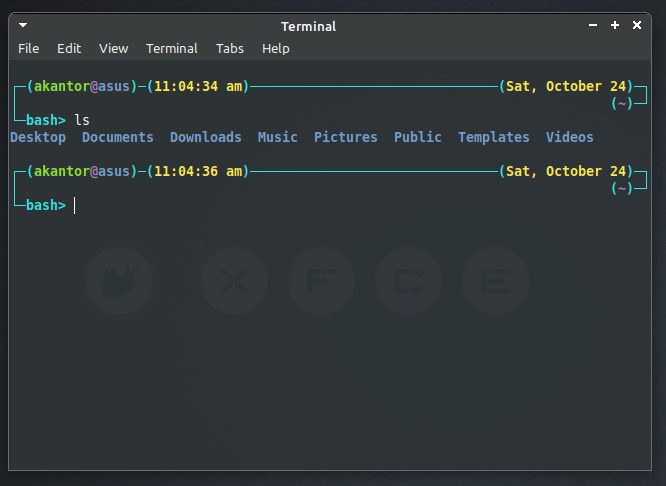 Terminal
File Edit View Terminal Tabs Help
(akantor@asus)-(11:04:34 am) (Sat, October 24)
(~)
bash> ls
Desktop Documents Downloads Music Pictures Public Templates Videos
(akantor@asus)-(11:04:36 am) (Sat, October 24)
(~)
bash>
X F C E